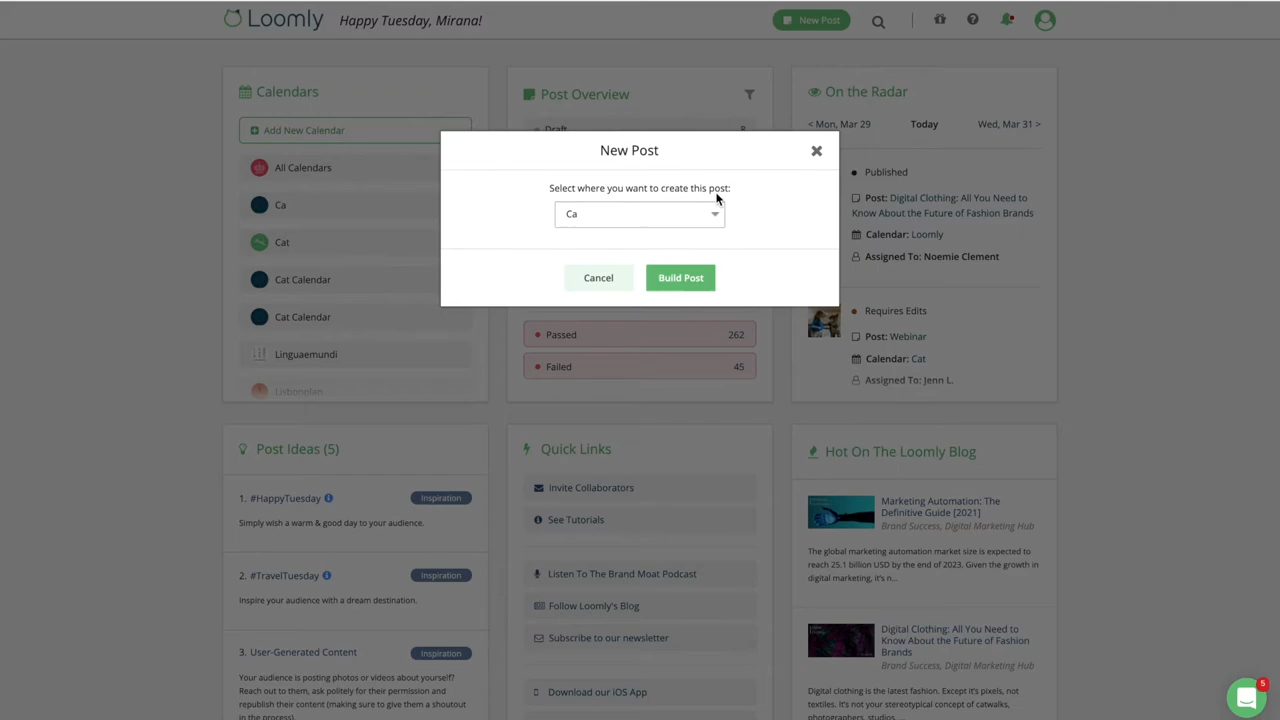 Loomly
Happy Tuesday, Mirana!
New Post
Calendars
Add New Calendar
All Calendars
Ca
Cat
Cat Calendar
Cat Calendar
Linguaemundi
Lisbonelan
Post Overview
Draft
8
New Post
Select where you want to create this post:
Ca
Cancel
Build Post
Passed
262
Failed
45
On the Radar
< Mon, Mar 29
Today
Wed, Mar 31 >
Published
Post: Digital Clothing: All You Need to
Know About the Future of Fashion Brands
Calendar: Loomly
Assigned To: Noemie Clement
Requires Edits
Post: Webinar
Calendar: Cat
Assigned To: Jenn L.
Post Ideas (5)
1. #HappyTuesday
Inspiration
Simply wish a warm & good day to your audience.
2. #TravelTuesday
Inspiration
Inspire your audience with a dream destination.
3. User-Generated Content
Inspiration
Your audience is posting photos or videos about yourself?
Reach out to them, ask politely for their permission and
republish their content (making sure to give them a shoutout
in the process).
Quick Links
Invite Collaborators
See Tutorials
Listen To The Brand Moat Podcast
Follow Loomly's Blog
Subscribe to our newsletter
Download our iOS App
Hot On The Loomly Blog
Marketing Automation: The
Definitive Guide [2021]
Brand Success, Digital Marketing Hub
The global marketing automation market size is expected to
reach 25.1 billion USD by the end of 2023. Given the growth in
digital marketing, it's n...
Digital Clothing: All You Need to
Know About the Future of Fashion
Brands
Brand Success, Digital Marketing Hub
Digital clothing is the latest fashion. Except it's pixels, not
textiles. It's not your stereotypical concept of catwalks,
photographers, studios...
5